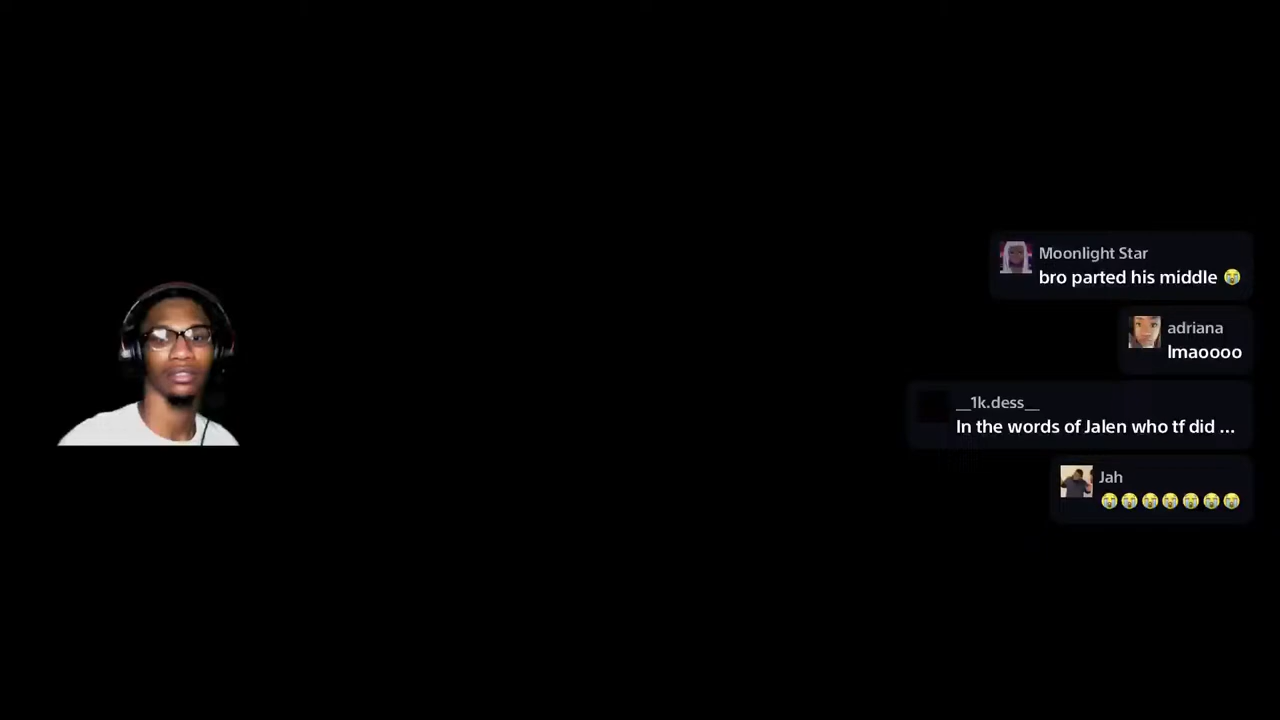 Moonlight Star
bro parted his middle 😭
adriana
lmaoooo
__1k.dess__
In the words of Jalen who tf did ...
Jah
😭😭😭😭😭😭😭